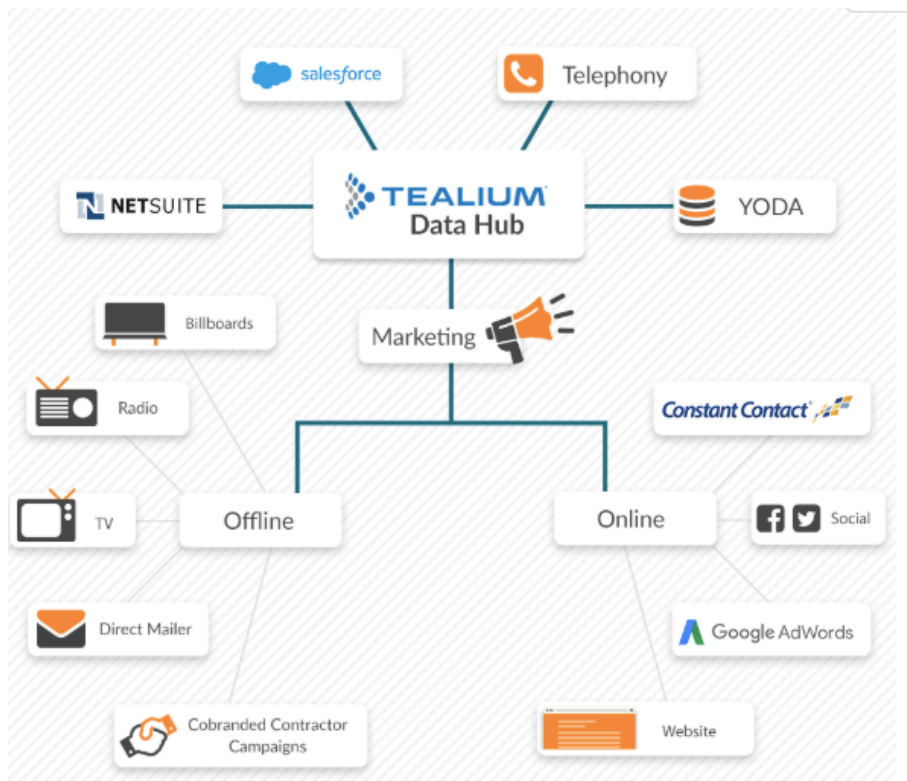 salesforce
Telephony
TEALIUM
Data Hub
NETSUITE
YODA
Marketing
Billboards
Radio
Constant Contact®
TV
Offline
Online
Social
Direct Mailer
Google AdWords
Cobranded Contractor
Campaigns
Website